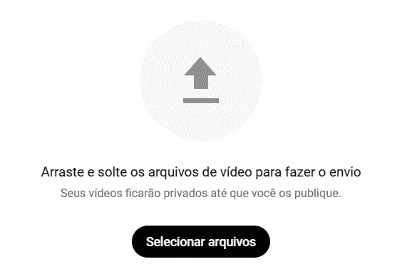 Arraste e solte os arquivos de vídeo para fazer o envio
Seus vídeos ficarão privados até que você os publique.
Selecionar arquivos